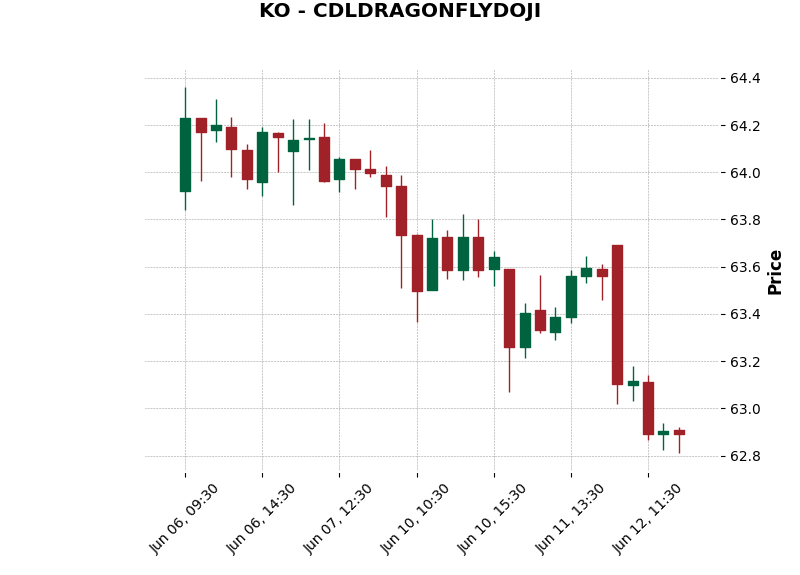 KO - CDLDRAGONFLYDOJI
64.4
64.2
64.0
63.8
63.6
63.4
63.2
63.0
62.8
Price
Jun 06, 09:30
Jun 06, 14:30
Jun 07, 12:30
Jun 10, 10:30
Jun 10, 15:30
Jun 11, 13:30
Jun 12, 11:30